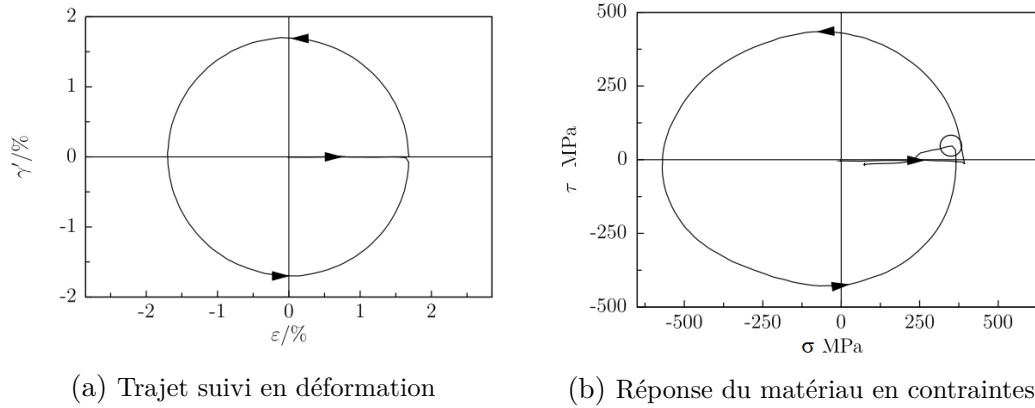 2
1
0
-1
-2
γ'/%
-2 -1 0 1 2
ε/%
500
250
0
-250
-500
τ MPa
-500 -250 0 250 500
σ MPa
(a) Trajet suivi en déformation
(b) Réponse du matériau en contraintes